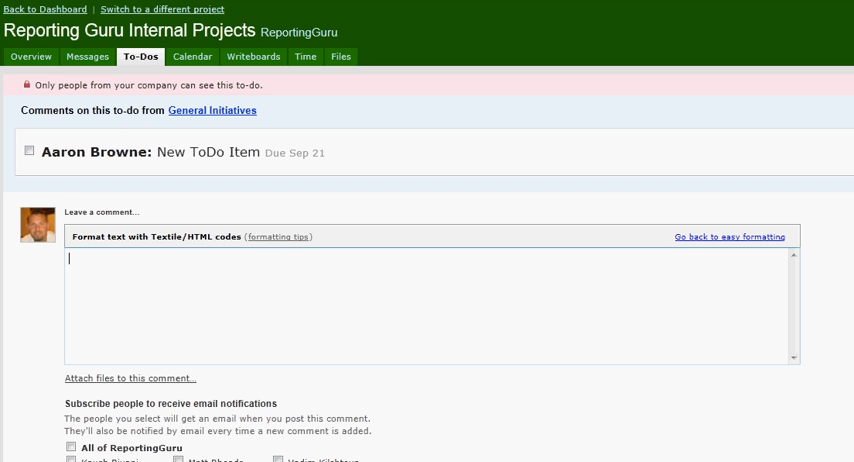 Back to Dashboard | Switch to a different project
Reporting Guru Internal Projects ReportingGuru
Overview Messages To-Dos Calendar Writeboards Time Files
Only people from your company can see this to-do.
Comments on this to-do from General Initiatives
Aaron Browne: New ToDo Item Due Sep 21
Leave a comment...
Format text with Textile/HTML codes (formatting tips) Go back to easy formatting
Attach files to this comment...
Subscribe people to receive email notifications
The people you select will get an email when you post this comment.
They'll also be notified by email every time a new comment is added.
All of ReportingGuru